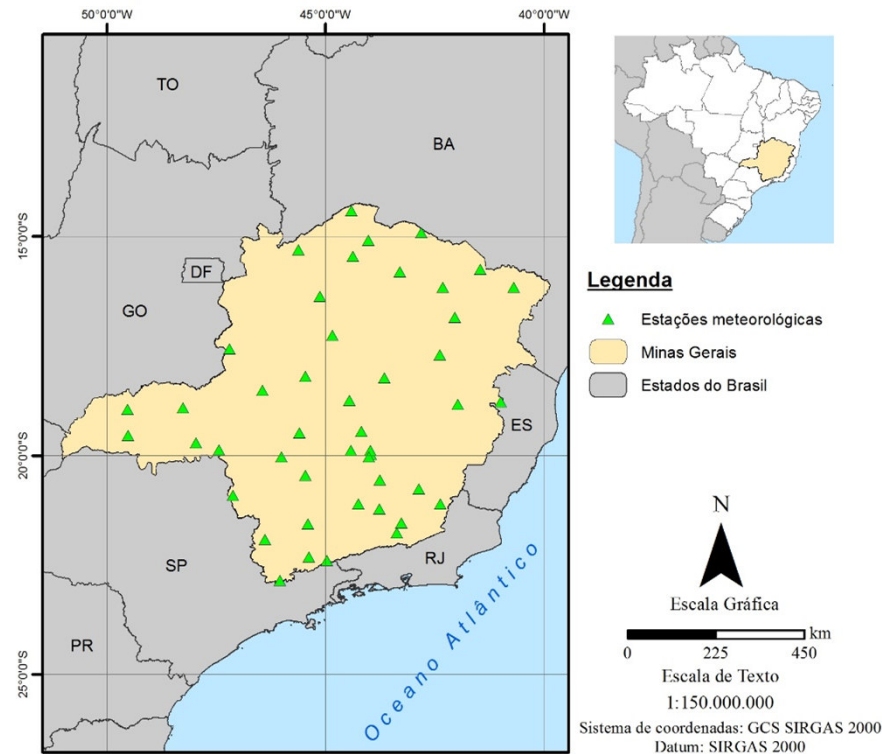 50°0'0"W
45°0'0"W
40°0'0"W
TO
BA
15°0'0"S
DF
GO
ES
20°0'0"S
SP
RJ
PR
25°0'0"S
Oceano Atlântico
Legenda
Estações meteorológicas
Minas Gerais
Estados do Brasil
N
Escala Gráfica
km
0 225 450
Escala de Texto
1:150.000.000
Sistema de coordenadas: GCS SIRGAS 2000
Datum: SIRGAS 2000